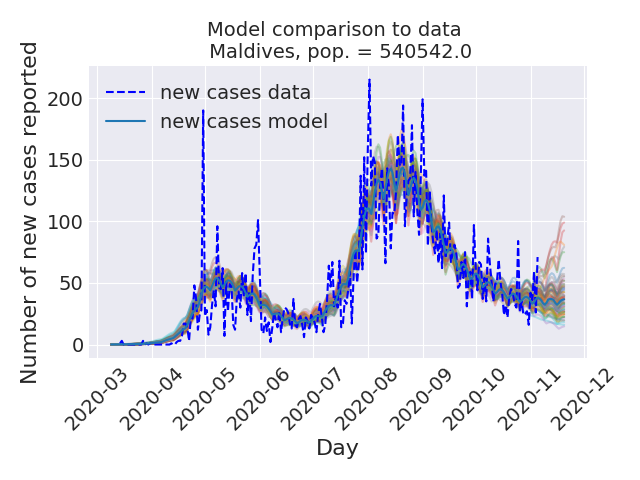 Model comparison to data
Maldives, pop. = 540542.0
Number of new cases reported
200
150
100
50
0
new cases data
new cases model
2020-03
2020-04
2020-05
2020-06
2020-07
2020-08
2020-09
2020-10
2020-11
2020-12
Day